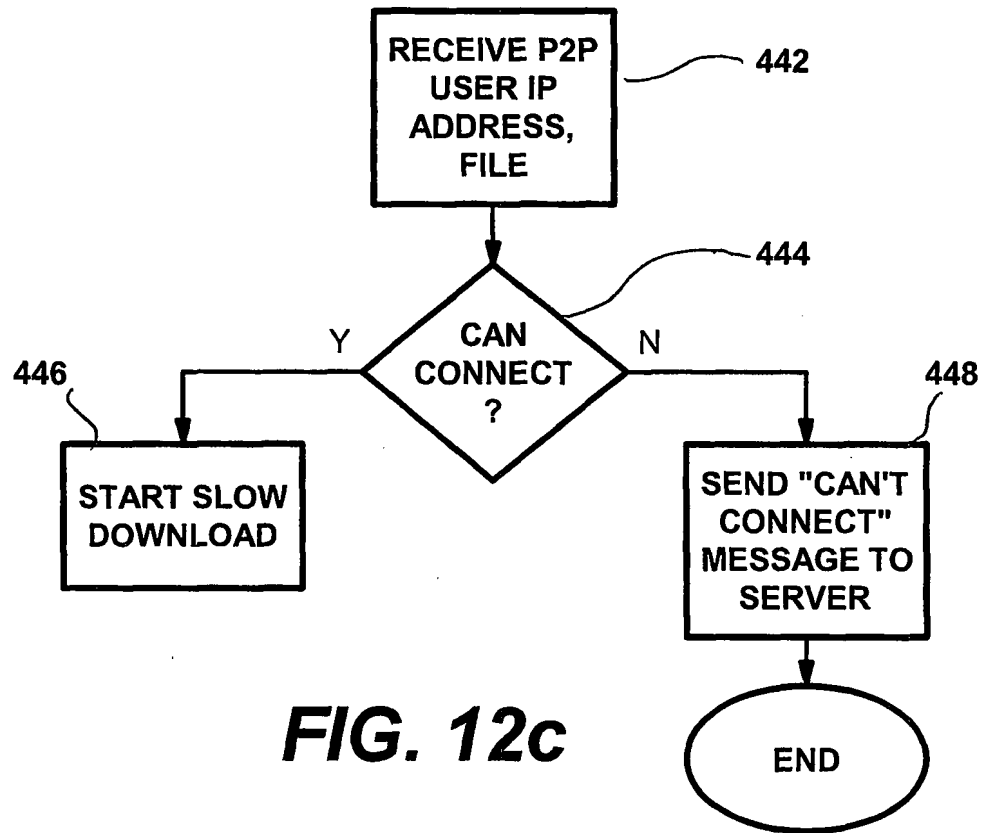 RECEIVE P2P
USER IP
ADDRESS,
FILE
442
444
CAN
CONNECT
?
Y
N
446
448
START SLOW
DOWNLOAD
SEND "CAN'T
CONNECT"
MESSAGE TO
SERVER
FIG. 12c
END